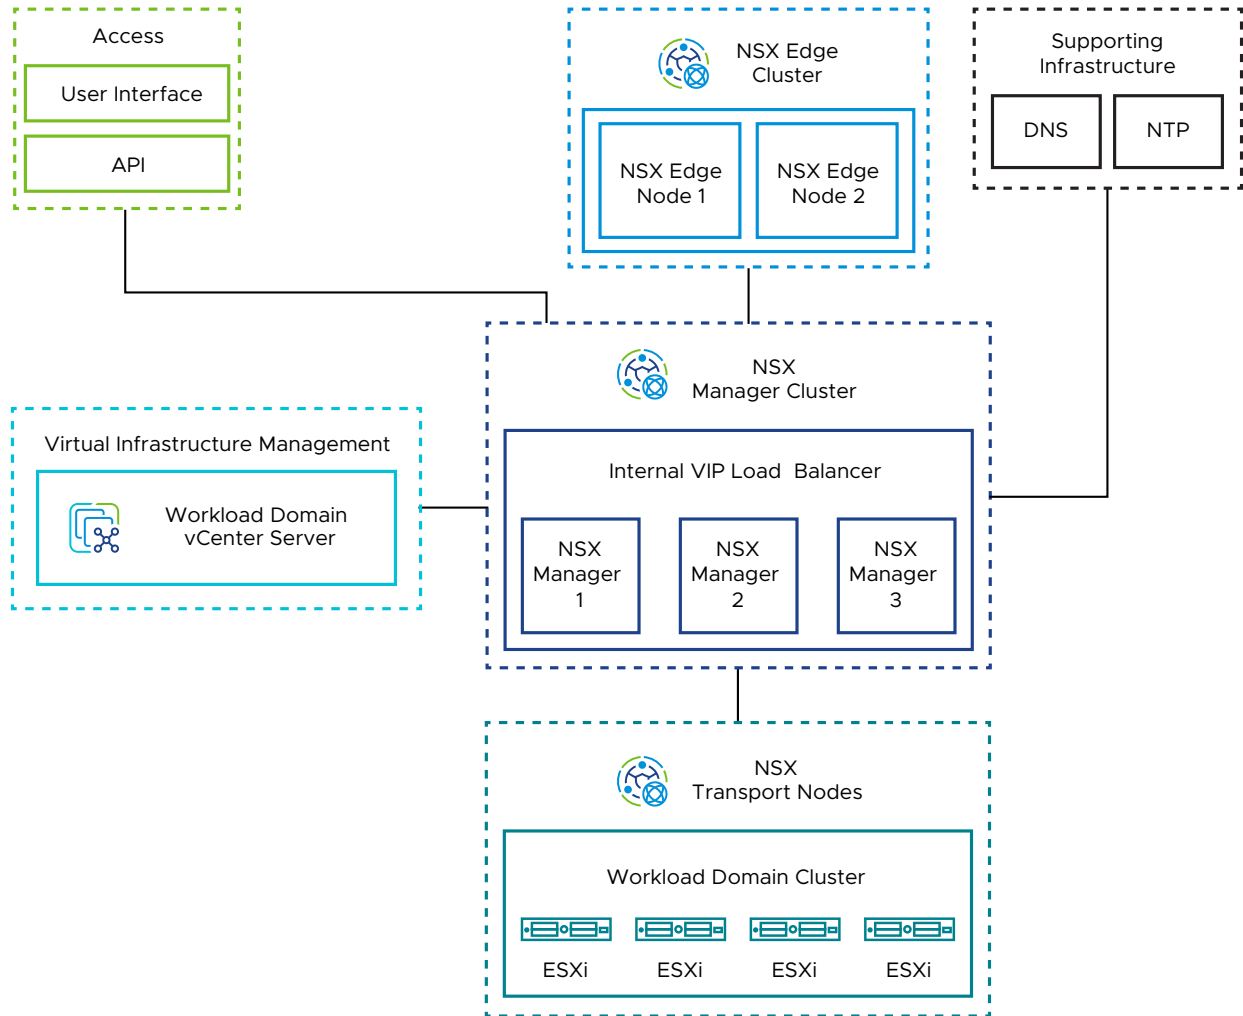 Access
User Interface
API
NSX Edge
Cluster
NSX Edge
Node 1
NSX Edge
Node 2
Supporting
Infrastructure
DNS
NTP
NSX
Manager Cluster
Internal VIP Load Balancer
NSX
Manager
1
NSX
Manager
2
NSX
Manager
3
Virtual Infrastructure Management
Workload Domain
vCenter Server
NSX
Transport Nodes
Workload Domain Cluster
ESXi
ESXi
ESXi
ESXi